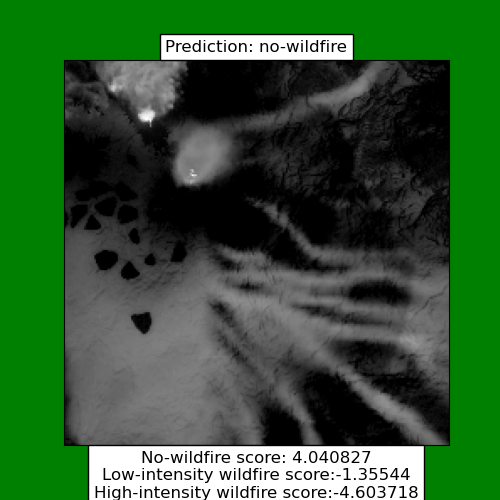 Prediction: no-wildfire
No-wildfire score: 4.040827
Low-intensity wildfire score:-1.35544
High-intensity wildfire score:-4.603718